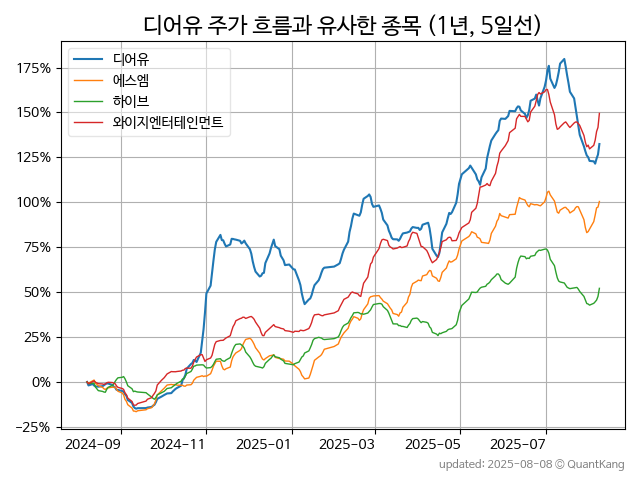 디어유 주가 흐름과 유사한 종목 (1년, 5일선)
디어유
에스엠
하이브
와이지엔터테인먼트
175%
150%
125%
100%
75%
50%
25%
0%
−25%
2024-09 2024-11 2025-01 2025-03 2025-05 2025-07
updated: 2025-08-08 © QuantKang